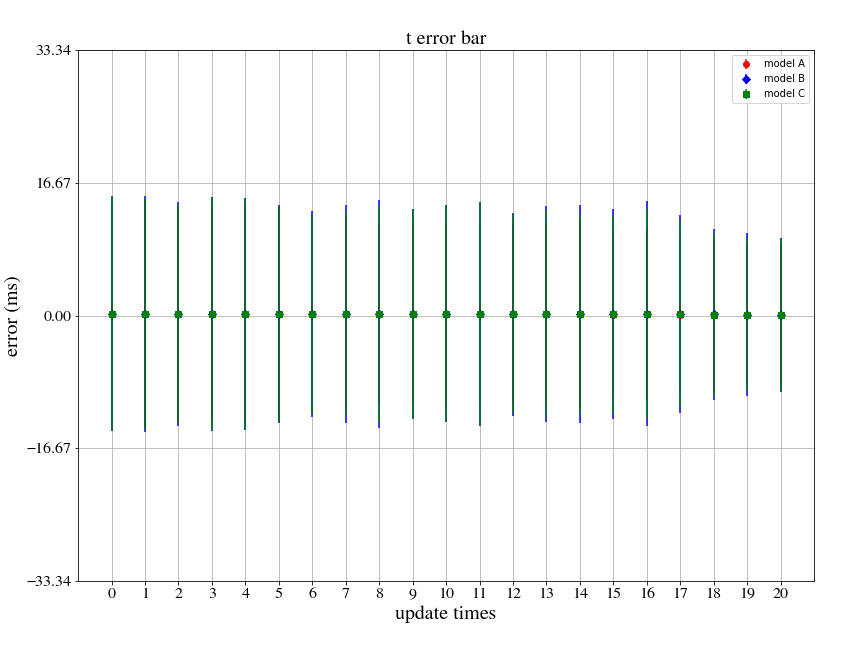 t error bar
33.34
16.67
0.00
−16.67
−33.34
error (ms)
model A
model B
model C
0 1 2 3 4 5 6 7 8 9 10 11 12 13 14 15 16 17 18 19 20
update times